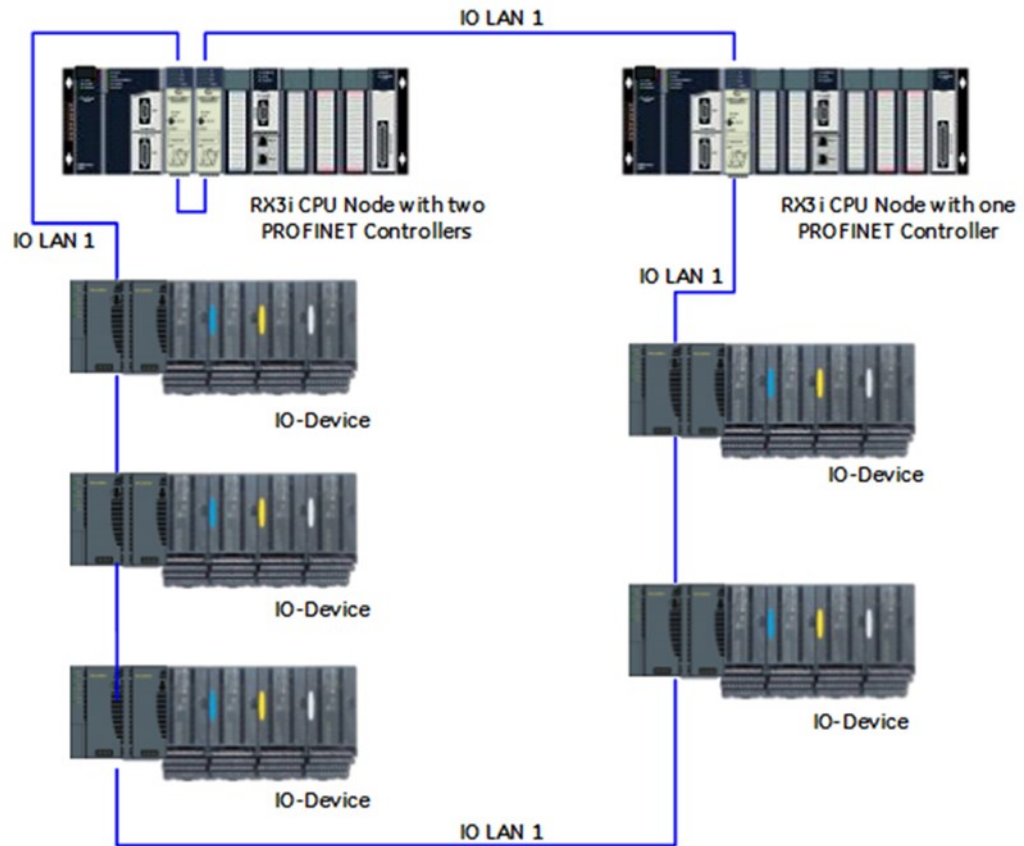 IO LAN 1
RX3i CPU Node with two
PROFINET Controllers
RX3i CPU Node with one
PROFINET Controller
IO LAN 1
IO LAN 1
IO-Device
IO-Device
IO-Device
IO-Device
IO-Device
IO LAN 1